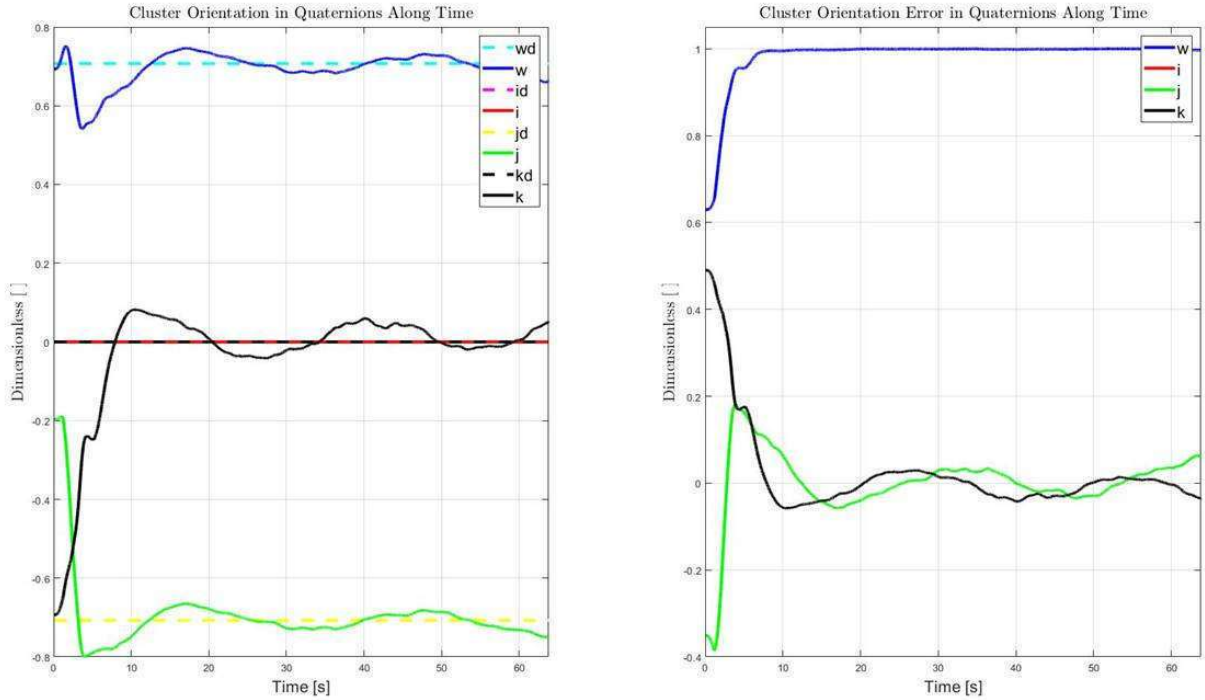 Cluster Orientation in Quaternions Along Time
0.8
0.6
0.4
0.2
0
-0.2
-0.4
-0.6
-0.8
Dimensionless [ ]
wd
w
id
i
jd
j
kd
k
0
10
20
30
40
50
60
Time [s]
Cluster Orientation Error in Quaternions Along Time
1
0.8
0.6
0.4
0.2
0
-0.2
-0.4
Dimensionless [ ]
w
i
j
k
0
10
20
30
40
50
60
Time [s]